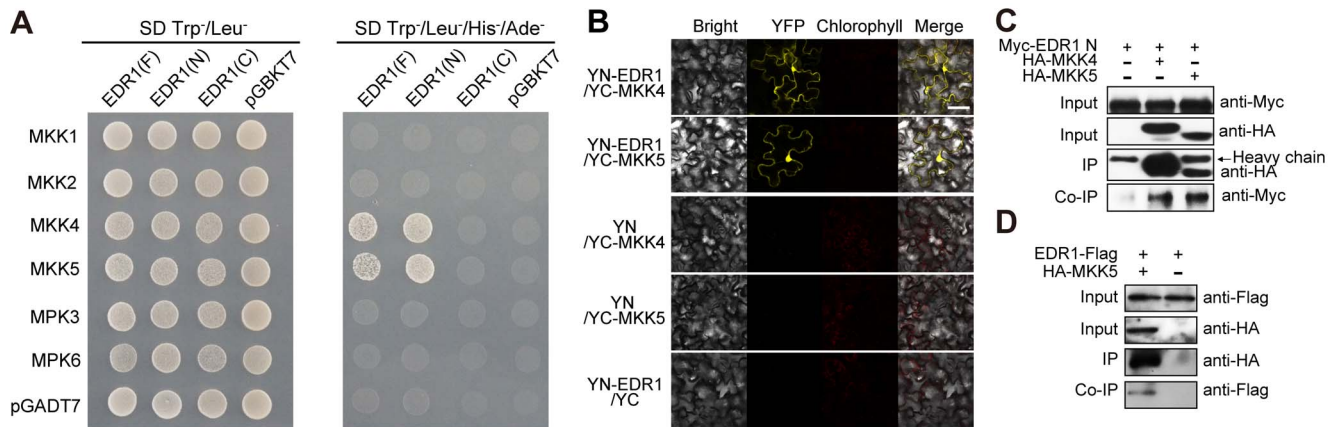 A
SD Trp-/Leu-
SD Trp-/Leu-/His-/Ade-
EDR1(F)
EDR1(N)
EDR1(C)
pGBKT7
EDR1(F)
EDR1(N)
EDR1(C)
pGBKT7
MKK1
MKK2
MKK4
MKK5
MPK3
MPK6
pGADT7
B
Bright YFP Chlorophyll Merge
YN-EDR1
/YC-MKK4
YN-EDR1
/YC-MKK5
YN
/YC-MKK4
YN
/YC-MKK5
YN-EDR1
/YC
C
Myc-EDR1 N + + +
HA-MKK4 - + -
HA-MKK5 - - +
Input anti-Myc
Input anti-HA
IP ←Heavy chain
anti-HA
Co-IP anti-Myc
D
EDR1-Flag + +
HA-MKK5 + -
Input anti-Flag
Input anti-HA
IP anti-HA
Co-IP anti-Flag